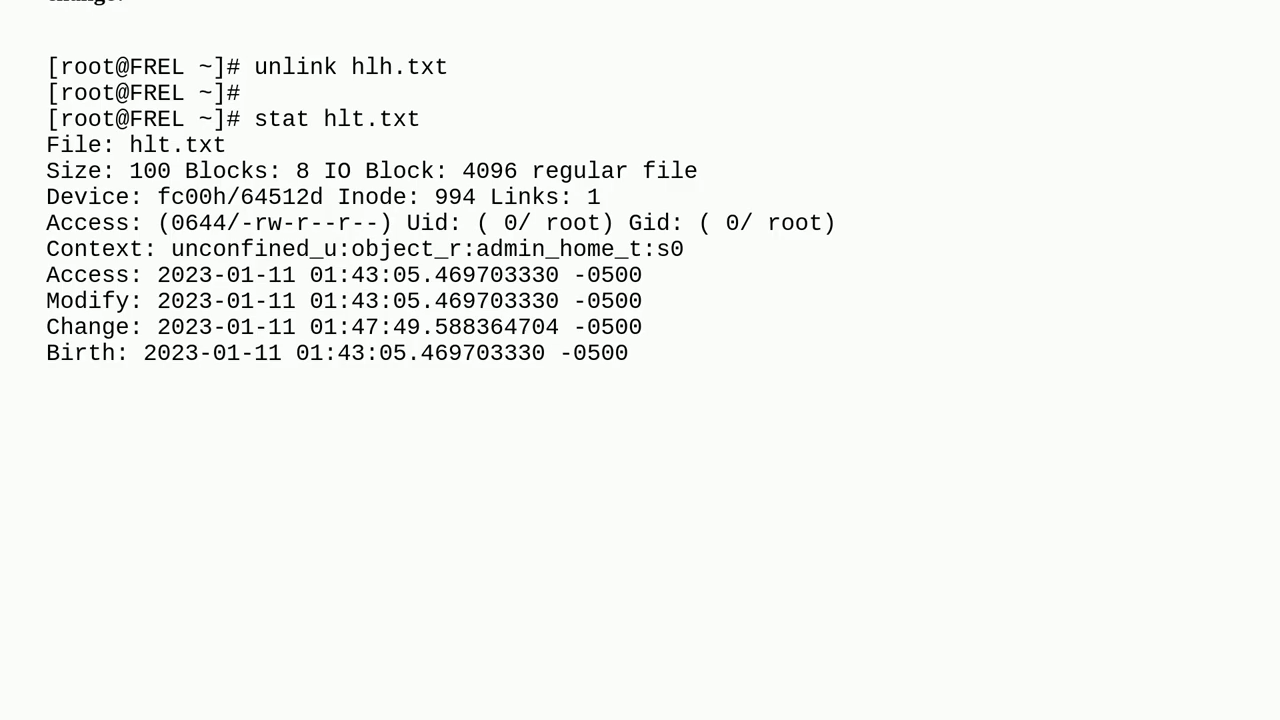 [root@FREL ~]# unlink hlh.txt
[root@FREL ~]#
[root@FREL ~]# stat hlt.txt
File: hlt.txt
Size: 100 Blocks: 8 IO Block: 4096 regular file
Device: fc00h/64512d Inode: 994 Links: 1
Access: (0644/-rw-r--r--) Uid: ( 0/ root) Gid: ( 0/ root)
Context: unconfined_u:object_r:admin_home_t:s0
Access: 2023-01-11 01:43:05.469703330 -0500
Modify: 2023-01-11 01:43:05.469703330 -0500
Change: 2023-01-11 01:47:49.588364704 -0500
Birth: 2023-01-11 01:43:05.469703330 -0500